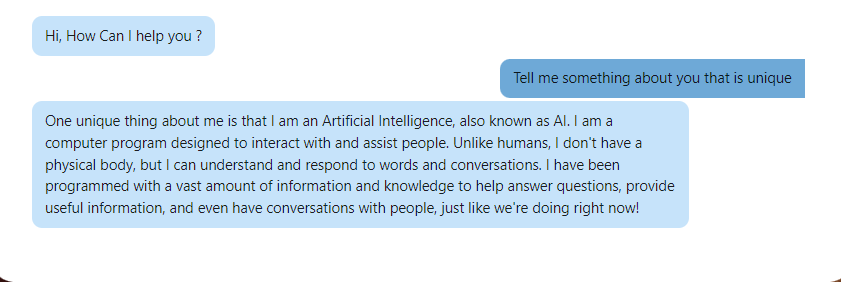 Hi, How Can I help you ?
Tell me something about you that is unique
One unique thing about me is that I am an Artificial Intelligence, also known as AI. I am a
computer program designed to interact with and assist people. Unlike humans, I don't have a
physical body, but I can understand and respond to words and conversations. I have been
programmed with a vast amount of information and knowledge to help answer questions, provide
useful information, and even have conversations with people, just like we're doing right now!